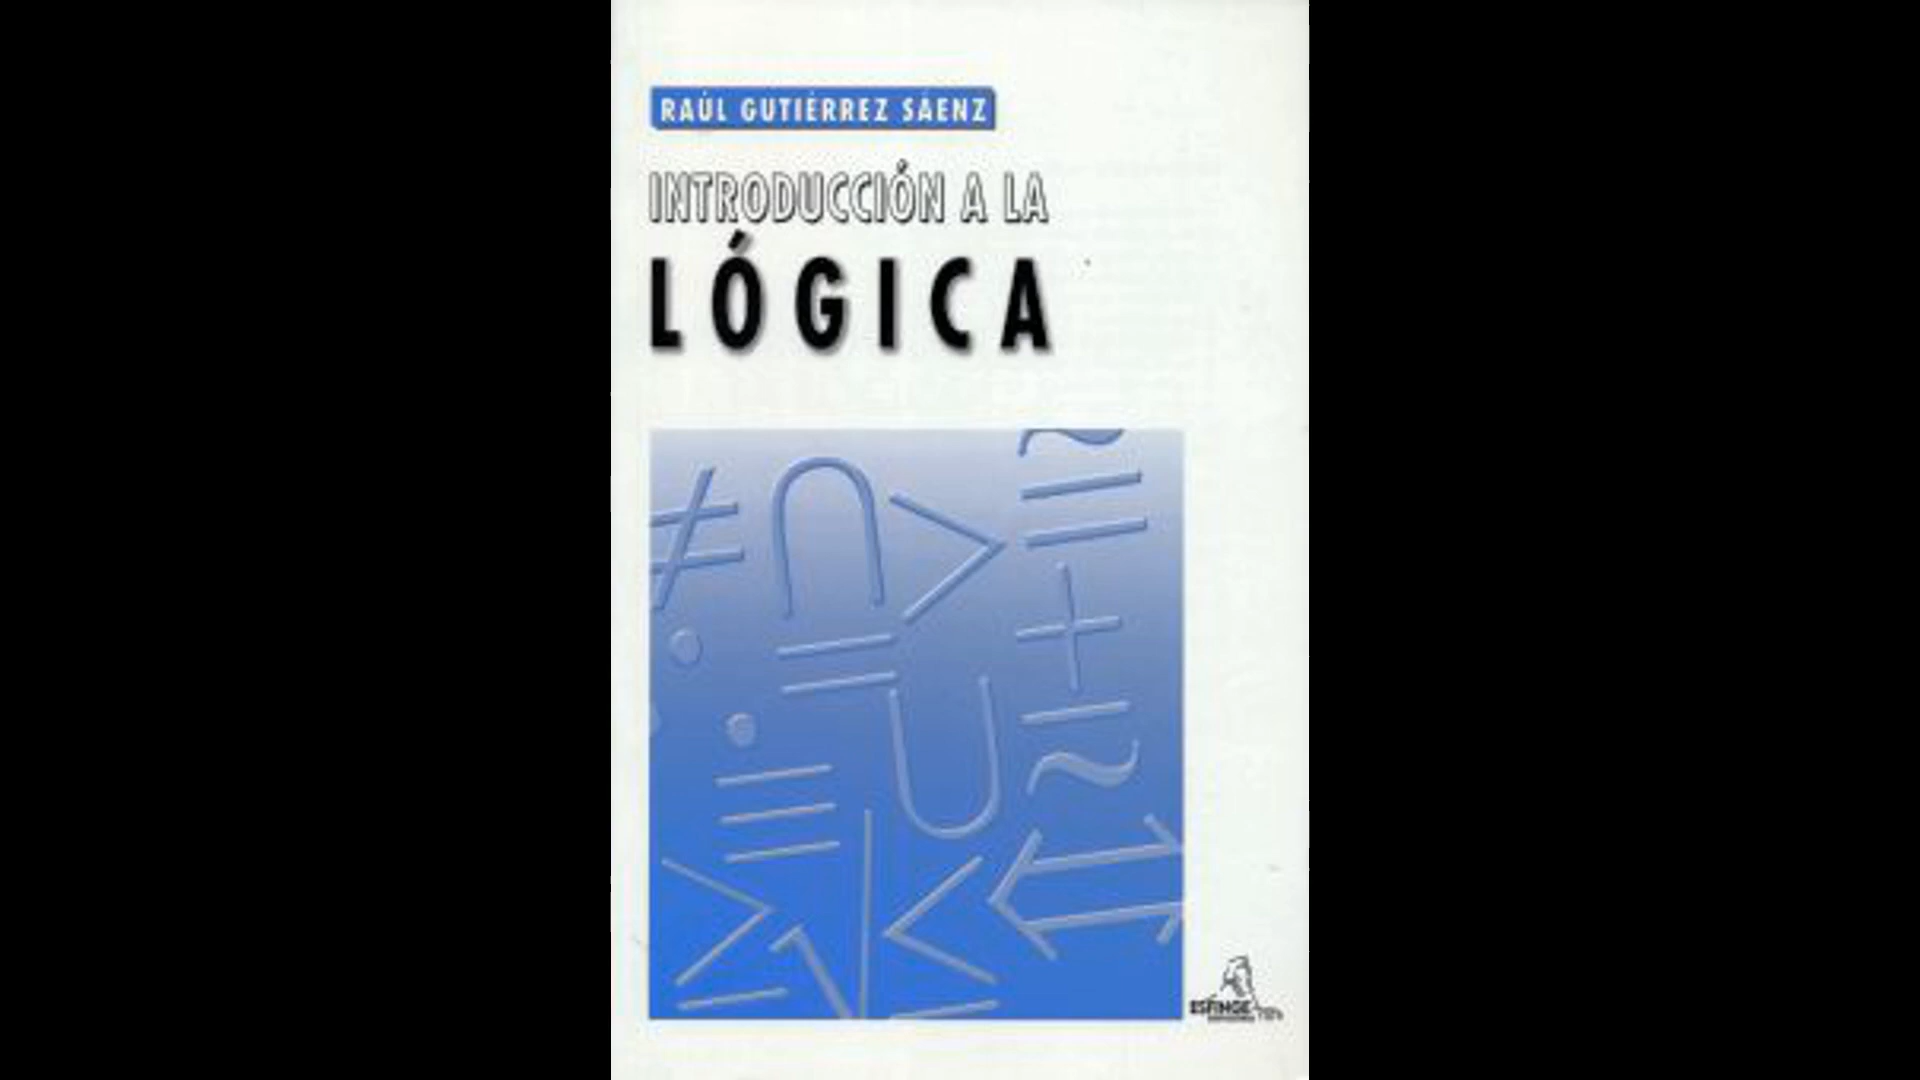 RAÚL GUTIÉRREZ SÁENZ
INTRODUCCIÓN A LA
LÓGICA
ESFINGE